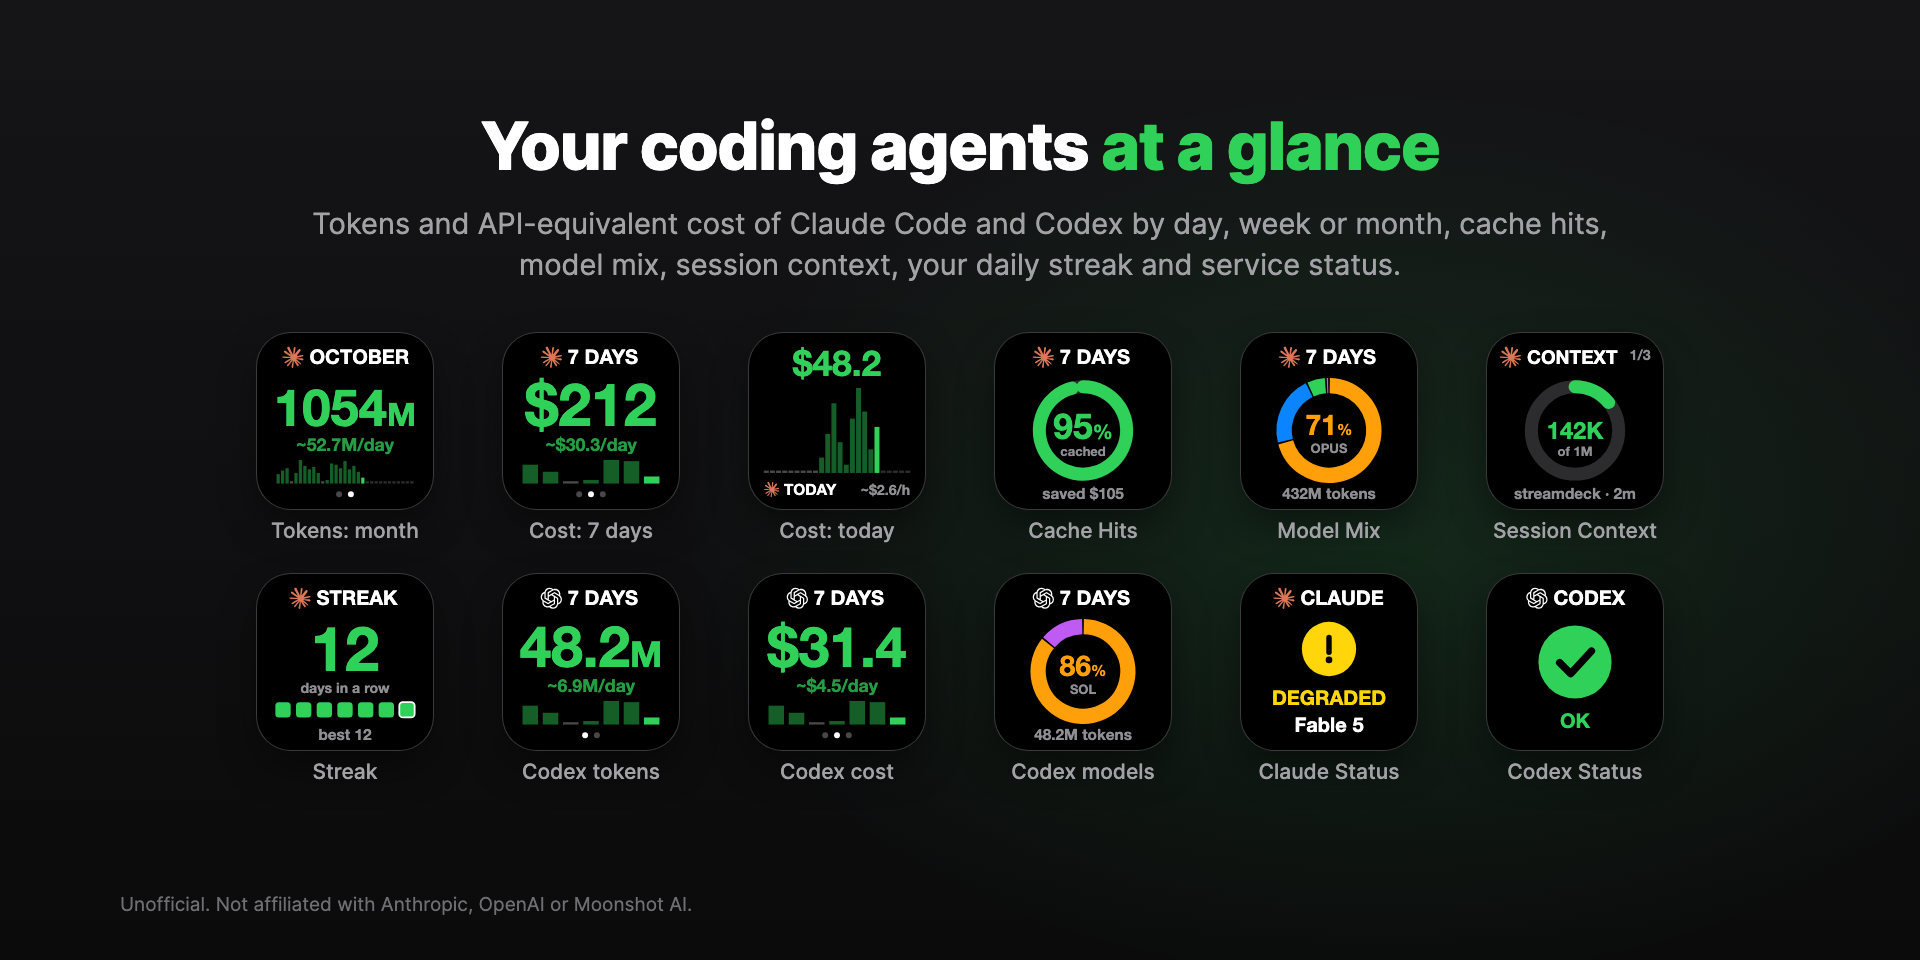 Your coding agents at a glance
Tokens and API-equivalent cost of Claude Code and Codex by day, week or month, cache hits,
model mix, session context, your daily streak and service status.
OCTOBER
1054M
~52.7M/day
Tokens: month
7 DAYS
$212
~$30.3/day
Cost: 7 days
$48.2
TODAY
~$2.6/h
Cost: today
7 DAYS
95%
cached
saved $105
Cache Hits
7 DAYS
71%
OPUS
432M tokens
Model Mix
CONTEXT 1/3
142K
of 1M
streamdeck · 2m
Session Context
STREAK
12
days in a row
best 12
Streak
7 DAYS
48.2M
~6.9M/day
Codex tokens
7 DAYS
$31.4
~$4.5/day
Codex cost
7 DAYS
86%
SOL
48.2M tokens
Codex models
CLAUDE
!
DEGRADED
Fable 5
Claude Status
CODEX
OK
Codex Status
Unofficial. Not affiliated with Anthropic, OpenAI or Moonshot AI.